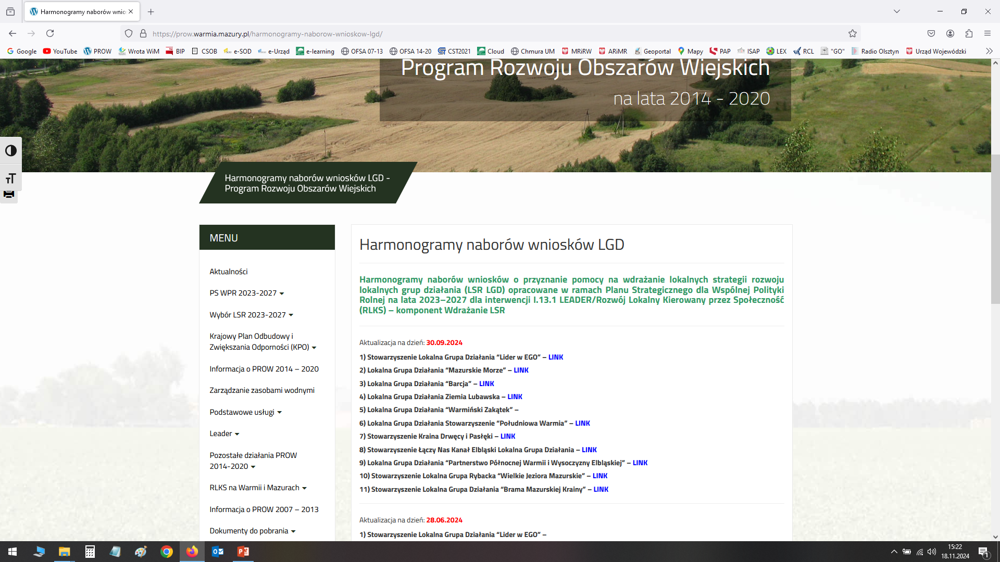 Harmonogramy naborów wnio
https://prow.warmia.mazury.pl/harmonogramy-naborow-wnioskow-lgd/
Google YouTube PROW Wrota WiM BIP CSOB e-SOD e-Urząd e-learning OFSA 07-13 OFSA 14-20 CST2021 Cloud Chmura UM MRiRW ARiMR Geoportal Mapy PAP ISAP LEX RCL "GO" Radio Olsztyn Urząd Wojewódzki
Program Rozwoju Obszarów Wiejskich
na lata 2014 - 2020
Harmonogramy naborów wniosków LGD -
Program Rozwoju Obszarów Wiejskich
MENU
Aktualności
PS WPR 2023-2027
Wybór LSR 2023-2027
Krajowy Plan Odbudowy i
Zwiększania Odporności (KPO)
Informacja o PROW 2014 – 2020
Zarządzanie zasobami wodnymi
Podstawowe usługi
Leader
Pozostałe działania PROW
2014-2020
RLKS na Warmii i Mazurach
Informacja o PROW 2007 – 2013
Dokumenty do pobrania
Harmonogramy naborów wniosków LGD
Harmonogramy naborów wniosków o przyznanie pomocy na wdrażanie lokalnych strategii rozwoju
lokalnych grup działania (LSR LGD) opracowane w ramach Planu Strategicznego dla Wspólnej Polityki
Rolnej na lata 2023–2027 dla interwencji I.13.1 LEADER/Rozwój Lokalny Kierowany przez Społeczność
(RLKS) – komponent Wdrażanie LSR
Aktualizacja na dzień: 30.09.2024
1) Stowarzyszenie Lokalna Grupa Działania “Lider w EGO” – LINK
2) Lokalna Grupa Działania “Mazurskie Morze” – LINK
3) Lokalna Grupa Działania “Barcja” – LINK
4) Lokalna Grupa Działania Ziemia Lubawska – LINK
5) Lokalna Grupa Działania “Warmiński Zakątek” –
6) Lokalna Grupa Działania Stowarzyszenie “Południowa Warmia” – LINK
7) Stowarzyszenie Kraina Drwęcy i Pasłęki – LINK
8) Stowarzyszenie Łączy Nas Kanał Elbląski Lokalna Grupa Działania – LINK
9) Lokalna Grupa Działania “Partnerstwo Północnej Warmii i Wysoczyzny Elbląskiej” – LINK
10) Stowarzyszenie Lokalna Grupa Rybacka “Wielkie Jeziora Mazurskie” – LINK
11) Stowarzyszenie Lokalna Grupa Działania “Brama Mazurskiej Krainy” – LINK
Aktualizacja na dzień: 28.06.2024
1) Stowarzyszenie Lokalna Grupa Działania “Lider w EGO” –
15:22
18.11.2024
1